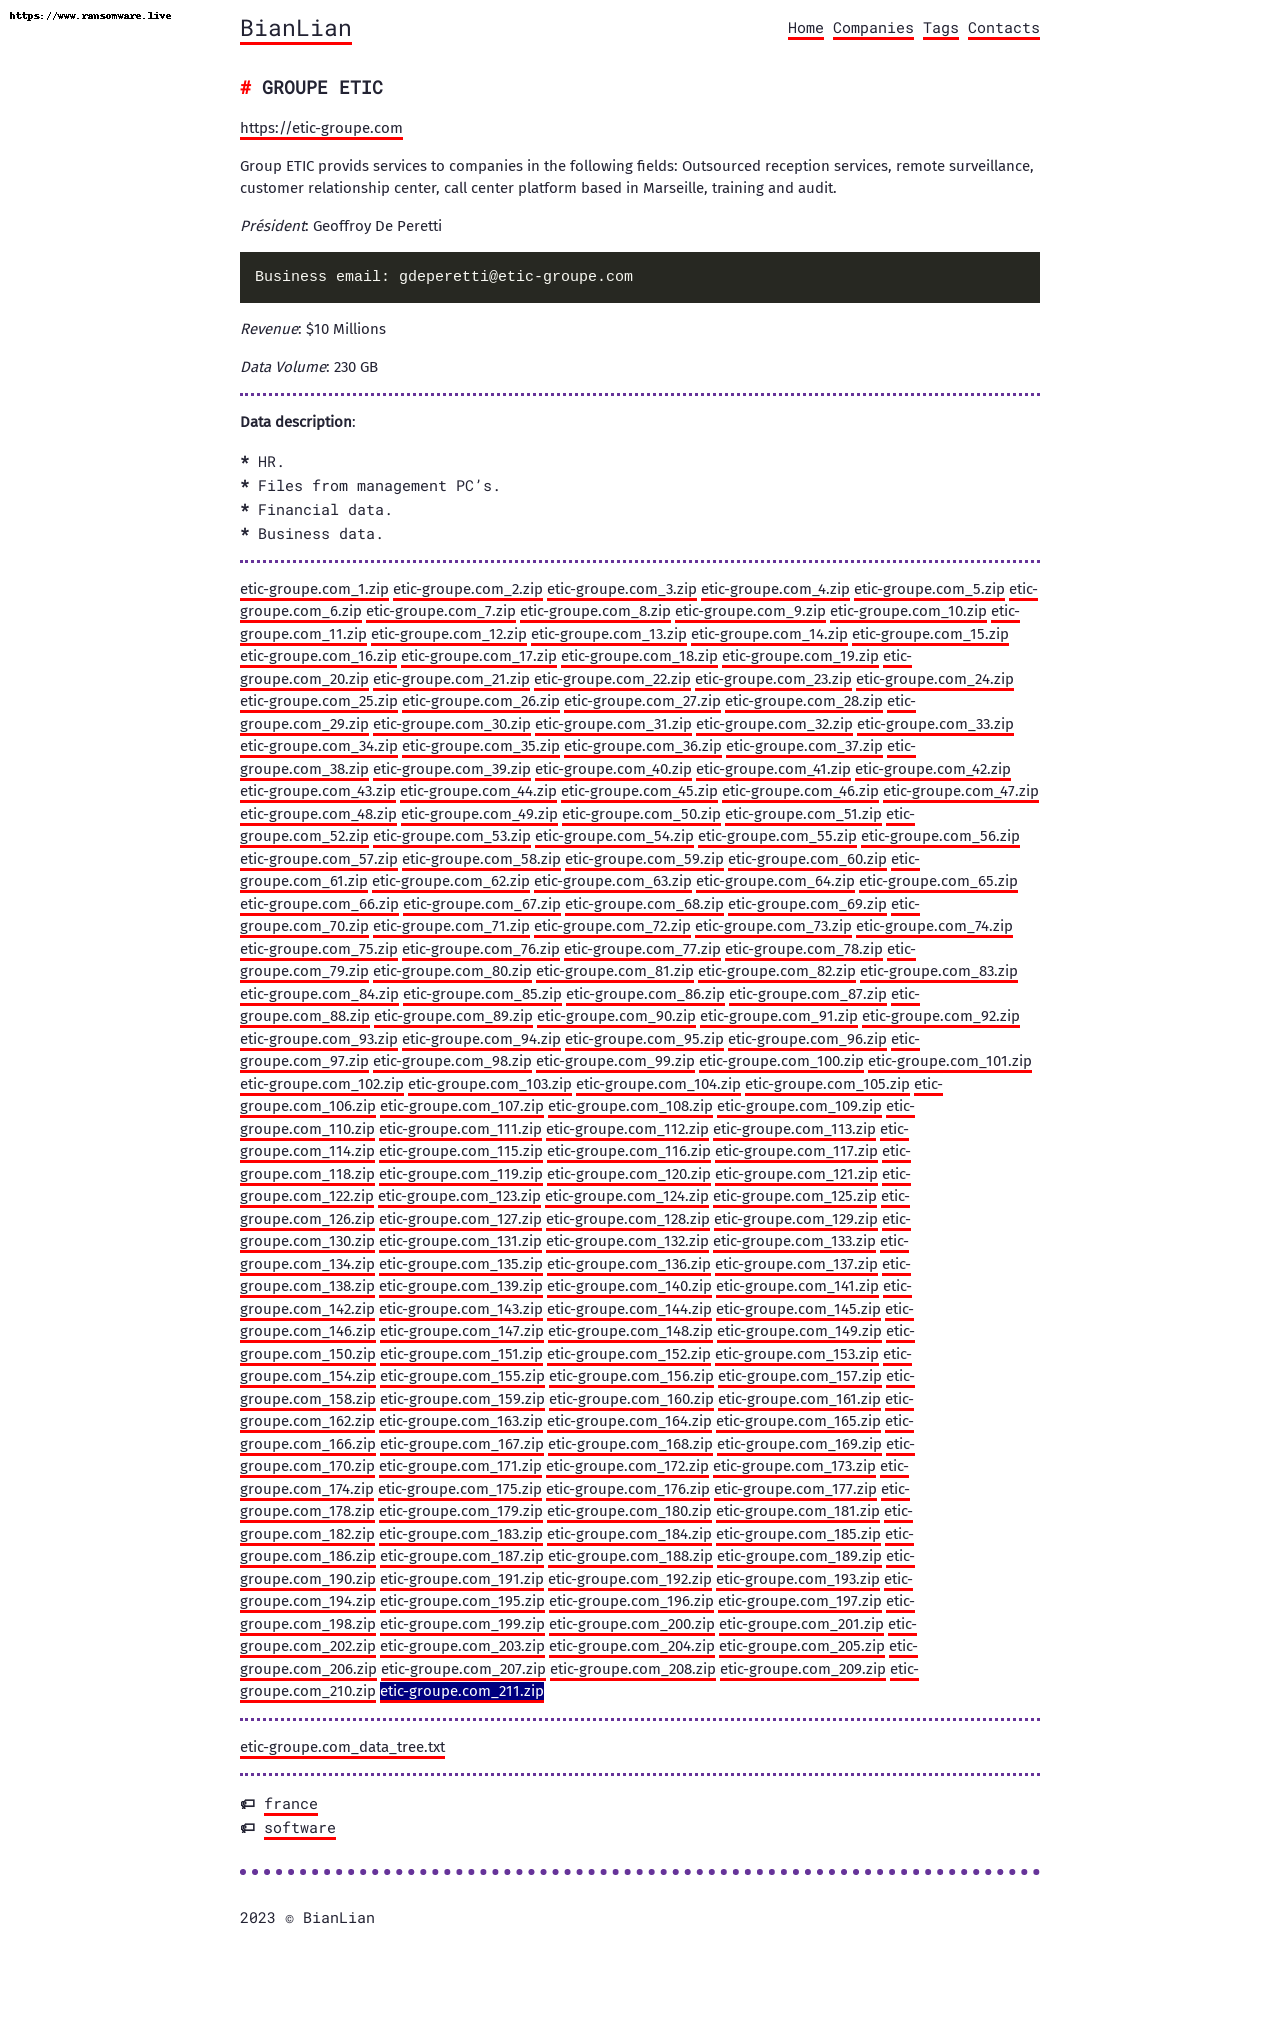 https://www.ransomware.live
BianLian
Home Companies Tags Contacts
# GROUPE ETIC
https://etic-groupe.com
Group ETIC provids services to companies in the following fields: Outsourced reception services, remote surveillance,
customer relationship center, call center platform based in Marseille, training and audit.
Président: Geoffroy De Peretti
Business email: gdeperetti@etic-groupe.com
Revenue: $10 Millions
Data Volume: 230 GB
Data description:
* HR.
* Files from management PC’s.
* Financial data.
* Business data.
etic-groupe.com_1.zip etic-groupe.com_2.zip etic-groupe.com_3.zip etic-groupe.com_4.zip etic-groupe.com_5.zip etic-
groupe.com_6.zip etic-groupe.com_7.zip etic-groupe.com_8.zip etic-groupe.com_9.zip etic-groupe.com_10.zip etic-
groupe.com_11.zip etic-groupe.com_12.zip etic-groupe.com_13.zip etic-groupe.com_14.zip etic-groupe.com_15.zip
etic-groupe.com_16.zip etic-groupe.com_17.zip etic-groupe.com_18.zip etic-groupe.com_19.zip etic-
groupe.com_20.zip etic-groupe.com_21.zip etic-groupe.com_22.zip etic-groupe.com_23.zip etic-groupe.com_24.zip
etic-groupe.com_25.zip etic-groupe.com_26.zip etic-groupe.com_27.zip etic-groupe.com_28.zip etic-
groupe.com_29.zip etic-groupe.com_30.zip etic-groupe.com_31.zip etic-groupe.com_32.zip etic-groupe.com_33.zip
etic-groupe.com_34.zip etic-groupe.com_35.zip etic-groupe.com_36.zip etic-groupe.com_37.zip etic-
groupe.com_38.zip etic-groupe.com_39.zip etic-groupe.com_40.zip etic-groupe.com_41.zip etic-groupe.com_42.zip
etic-groupe.com_43.zip etic-groupe.com_44.zip etic-groupe.com_45.zip etic-groupe.com_46.zip etic-groupe.com_47.zip
etic-groupe.com_48.zip etic-groupe.com_49.zip etic-groupe.com_50.zip etic-groupe.com_51.zip etic-
groupe.com_52.zip etic-groupe.com_53.zip etic-groupe.com_54.zip etic-groupe.com_55.zip etic-groupe.com_56.zip
etic-groupe.com_57.zip etic-groupe.com_58.zip etic-groupe.com_59.zip etic-groupe.com_60.zip etic-
groupe.com_61.zip etic-groupe.com_62.zip etic-groupe.com_63.zip etic-groupe.com_64.zip etic-groupe.com_65.zip
etic-groupe.com_66.zip etic-groupe.com_67.zip etic-groupe.com_68.zip etic-groupe.com_69.zip etic-
groupe.com_70.zip etic-groupe.com_71.zip etic-groupe.com_72.zip etic-groupe.com_73.zip etic-groupe.com_74.zip
etic-groupe.com_75.zip etic-groupe.com_76.zip etic-groupe.com_77.zip etic-groupe.com_78.zip etic-
groupe.com_79.zip etic-groupe.com_80.zip etic-groupe.com_81.zip etic-groupe.com_82.zip etic-groupe.com_83.zip
etic-groupe.com_84.zip etic-groupe.com_85.zip etic-groupe.com_86.zip etic-groupe.com_87.zip etic-
groupe.com_88.zip etic-groupe.com_89.zip etic-groupe.com_90.zip etic-groupe.com_91.zip etic-groupe.com_92.zip
etic-groupe.com_93.zip etic-groupe.com_94.zip etic-groupe.com_95.zip etic-groupe.com_96.zip etic-
groupe.com_97.zip etic-groupe.com_98.zip etic-groupe.com_99.zip etic-groupe.com_100.zip etic-groupe.com_101.zip
etic-groupe.com_102.zip etic-groupe.com_103.zip etic-groupe.com_104.zip etic-groupe.com_105.zip etic-
groupe.com_106.zip etic-groupe.com_107.zip etic-groupe.com_108.zip etic-groupe.com_109.zip etic-
groupe.com_110.zip etic-groupe.com_111.zip etic-groupe.com_112.zip etic-groupe.com_113.zip etic-
groupe.com_114.zip etic-groupe.com_115.zip etic-groupe.com_116.zip etic-groupe.com_117.zip etic-
groupe.com_118.zip etic-groupe.com_119.zip etic-groupe.com_120.zip etic-groupe.com_121.zip etic-
groupe.com_122.zip etic-groupe.com_123.zip etic-groupe.com_124.zip etic-groupe.com_125.zip etic-
groupe.com_126.zip etic-groupe.com_127.zip etic-groupe.com_128.zip etic-groupe.com_129.zip etic-
groupe.com_130.zip etic-groupe.com_131.zip etic-groupe.com_132.zip etic-groupe.com_133.zip etic-
groupe.com_134.zip etic-groupe.com_135.zip etic-groupe.com_136.zip etic-groupe.com_137.zip etic-
groupe.com_138.zip etic-groupe.com_139.zip etic-groupe.com_140.zip etic-groupe.com_141.zip etic-
groupe.com_142.zip etic-groupe.com_143.zip etic-groupe.com_144.zip etic-groupe.com_145.zip etic-
groupe.com_146.zip etic-groupe.com_147.zip etic-groupe.com_148.zip etic-groupe.com_149.zip etic-
groupe.com_150.zip etic-groupe.com_151.zip etic-groupe.com_152.zip etic-groupe.com_153.zip etic-
groupe.com_154.zip etic-groupe.com_155.zip etic-groupe.com_156.zip etic-groupe.com_157.zip etic-
groupe.com_158.zip etic-groupe.com_159.zip etic-groupe.com_160.zip etic-groupe.com_161.zip etic-
groupe.com_162.zip etic-groupe.com_163.zip etic-groupe.com_164.zip etic-groupe.com_165.zip etic-
groupe.com_166.zip etic-groupe.com_167.zip etic-groupe.com_168.zip etic-groupe.com_169.zip etic-
groupe.com_170.zip etic-groupe.com_171.zip etic-groupe.com_172.zip etic-groupe.com_173.zip etic-
groupe.com_174.zip etic-groupe.com_175.zip etic-groupe.com_176.zip etic-groupe.com_177.zip etic-
groupe.com_178.zip etic-groupe.com_179.zip etic-groupe.com_180.zip etic-groupe.com_181.zip etic-
groupe.com_182.zip etic-groupe.com_183.zip etic-groupe.com_184.zip etic-groupe.com_185.zip etic-
groupe.com_186.zip etic-groupe.com_187.zip etic-groupe.com_188.zip etic-groupe.com_189.zip etic-
groupe.com_190.zip etic-groupe.com_191.zip etic-groupe.com_192.zip etic-groupe.com_193.zip etic-
groupe.com_194.zip etic-groupe.com_195.zip etic-groupe.com_196.zip etic-groupe.com_197.zip etic-
groupe.com_198.zip etic-groupe.com_199.zip etic-groupe.com_200.zip etic-groupe.com_201.zip etic-
groupe.com_202.zip etic-groupe.com_203.zip etic-groupe.com_204.zip etic-groupe.com_205.zip etic-
groupe.com_206.zip etic-groupe.com_207.zip etic-groupe.com_208.zip etic-groupe.com_209.zip etic-
groupe.com_210.zip etic-groupe.com_211.zip
etic-groupe.com_data_tree.txt
france
software
2023 © BianLian